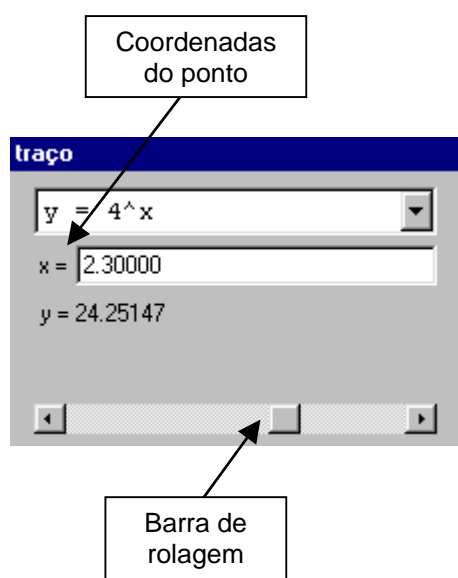 Coordenadas
do ponto
traço
y = 4^x
x = 2.30000
y = 24.25147
Barra de
rolagem